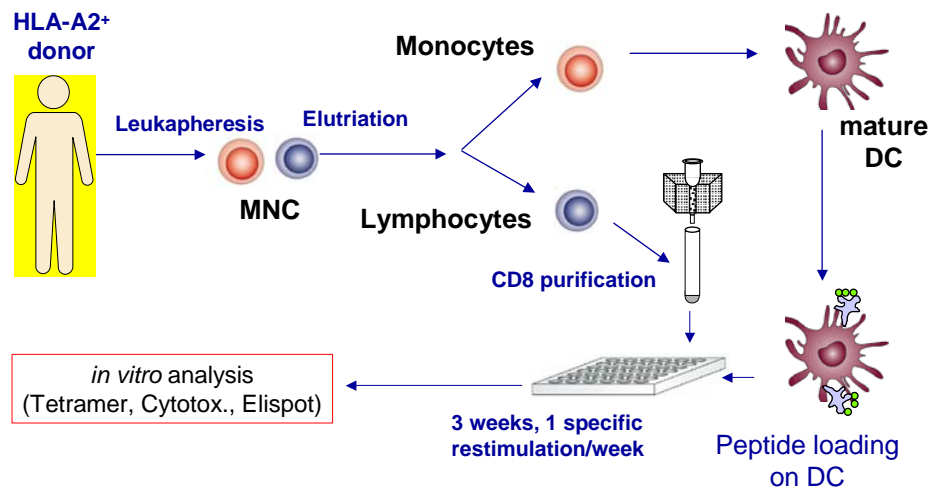 HLA-A2+
donor
Leukapheresis
MNC
Elutriation
Monocytes
Lymphocytes
mature
DC
CD8 purification
Peptide loading
on DC
3 weeks, 1 specific
restimulation/week
in vitro analysis
(Tetramer, Cytotox., Elispot)